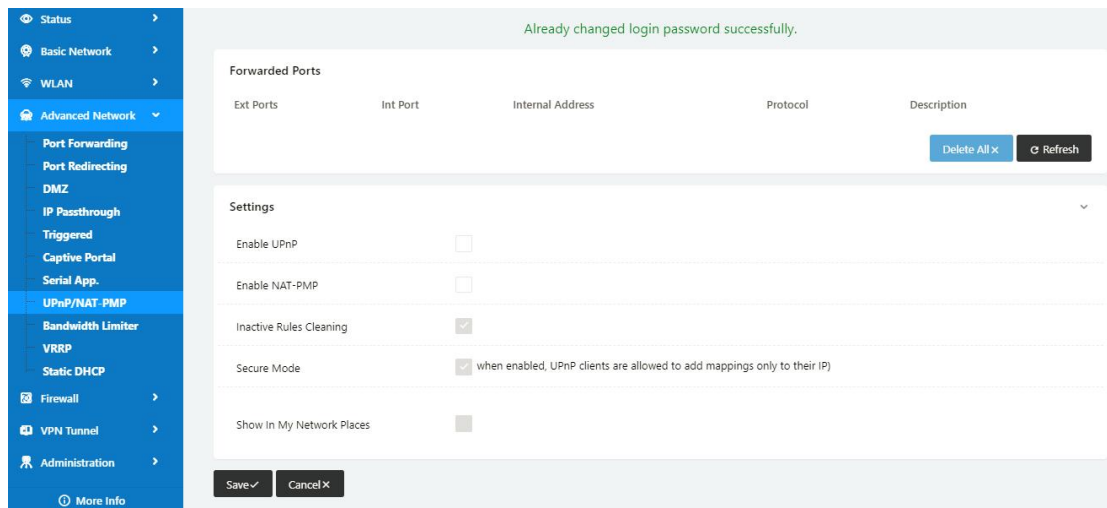 Status
Basic Network
WLAN
Advanced Network
Port Forwarding
Port Redirecting
DMZ
IP Passthrough
Triggered
Captive Portal
Serial App.
UPnP/NAT-PMP
Bandwidth Limiter
VRRP
Static DHCP
Firewall
VPN Tunnel
Administration
More Info
Already changed login password successfully.
Forwarded Ports
Ext Ports Int Port Internal Address Protocol Description
Delete All Refresh
Settings
Enable UPnP
Enable NAT-PMP
Inactive Rules Cleaning
Secure Mode when enabled, UPnP clients are allowed to add mappings only to their IP)
Show In My Network Places
Save Cancel